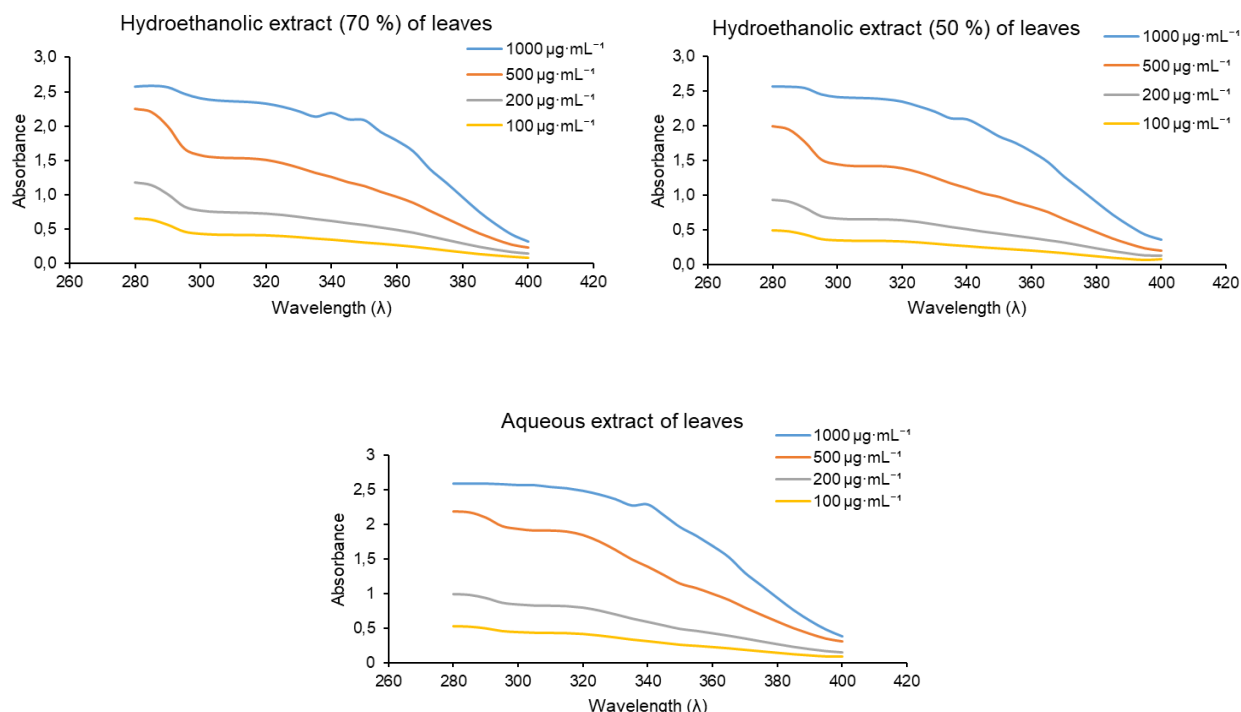 Hydroethanolic extract (70 %) of leaves
1000 µg·mL⁻¹
500 µg·mL⁻¹
200 µg·mL⁻¹
100 µg·mL⁻¹
Absorbance
3,0
2,5
2,0
1,5
1,0
0,5
0,0
260 280 300 320 340 360 380 400 420
Wavelength (λ)
Hydroethanolic extract (50 %) of leaves
1000 µg·mL⁻¹
500 µg·mL⁻¹
200 µg·mL⁻¹
100 µg·mL⁻¹
Absorbance
3,0
2,5
2,0
1,5
1,0
0,5
0,0
260 280 300 320 340 360 380 400 420
Wavelength (λ)
Aqueous extract of leaves
1000 µg·mL⁻¹
500 µg·mL⁻¹
200 µg·mL⁻¹
100 µg·mL⁻¹
Absorbance
3
2,5
2
1,5
1
0,5
0
260 280 300 320 340 360 380 400 420
Wavelength (λ)